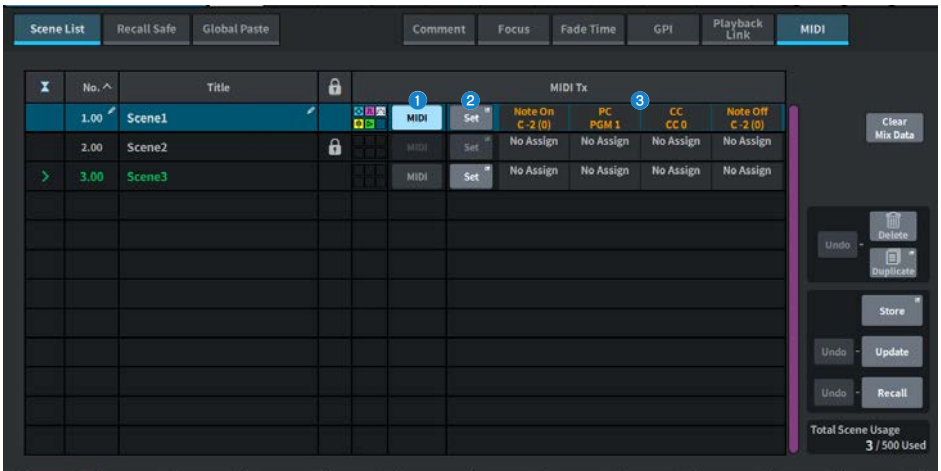 Scene List
Recall Safe
Global Paste
Comment
Focus
Fade Time
GPI
Playback
Link
MIDI
No.
Title
MIDI Tx
1
2
3
1.00
Scene1
MIDI
Set
Note On
C -2 (0)
PC
PGM 1
CC
CC 0
Note Off
C -2 (0)
2.00
Scene2
MIDI
Set
No Assign
No Assign
No Assign
No Assign
> 3.00
Scene3
MIDI
Set
No Assign
No Assign
No Assign
No Assign
Clear
Mix Data
Undo -
Delete
Duplicate
Store
Undo - Update
Undo - Recall
Total Scene Usage
3 / 500 Used